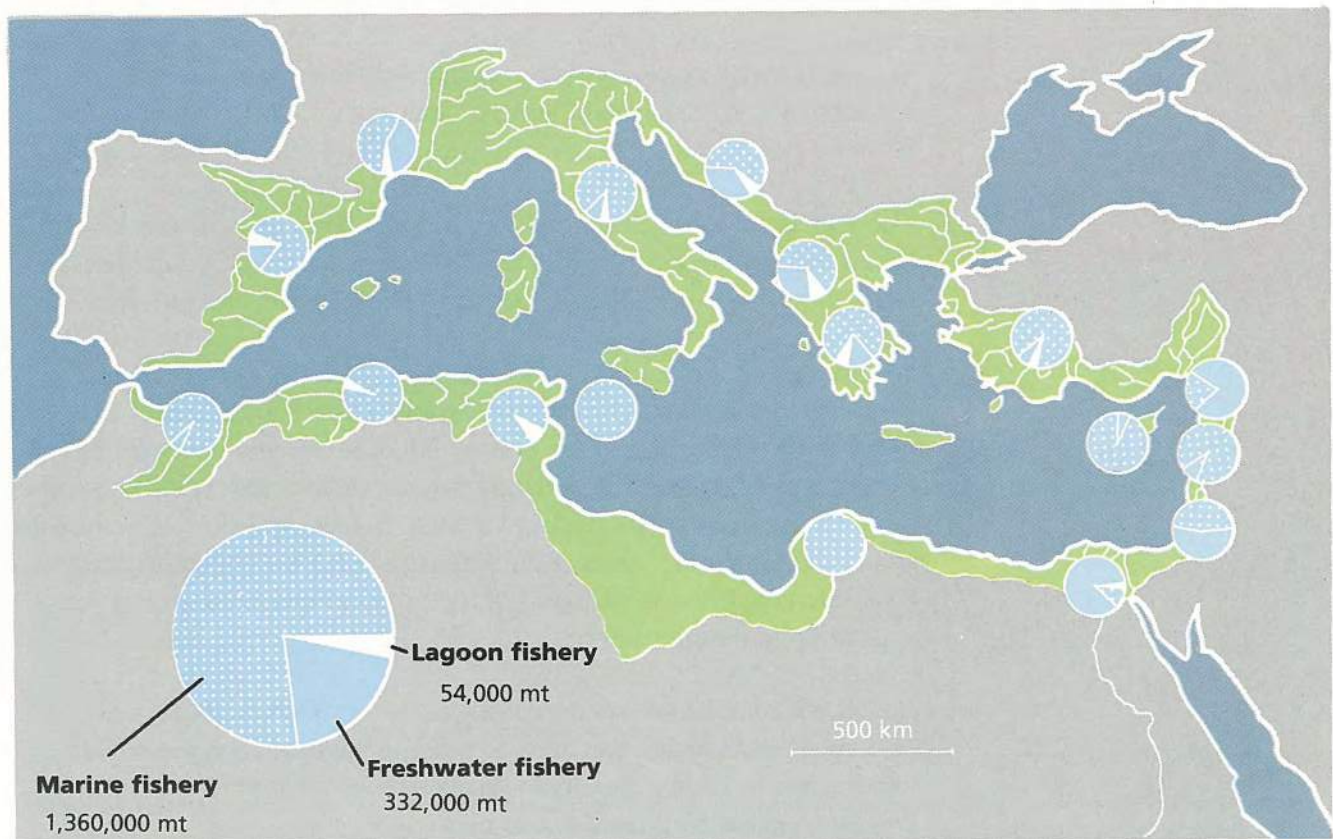 Lagoon fishery
54,000 mt
500 km
Freshwater fishery
332,000 mt
Marine fishery
1,360,000 mt